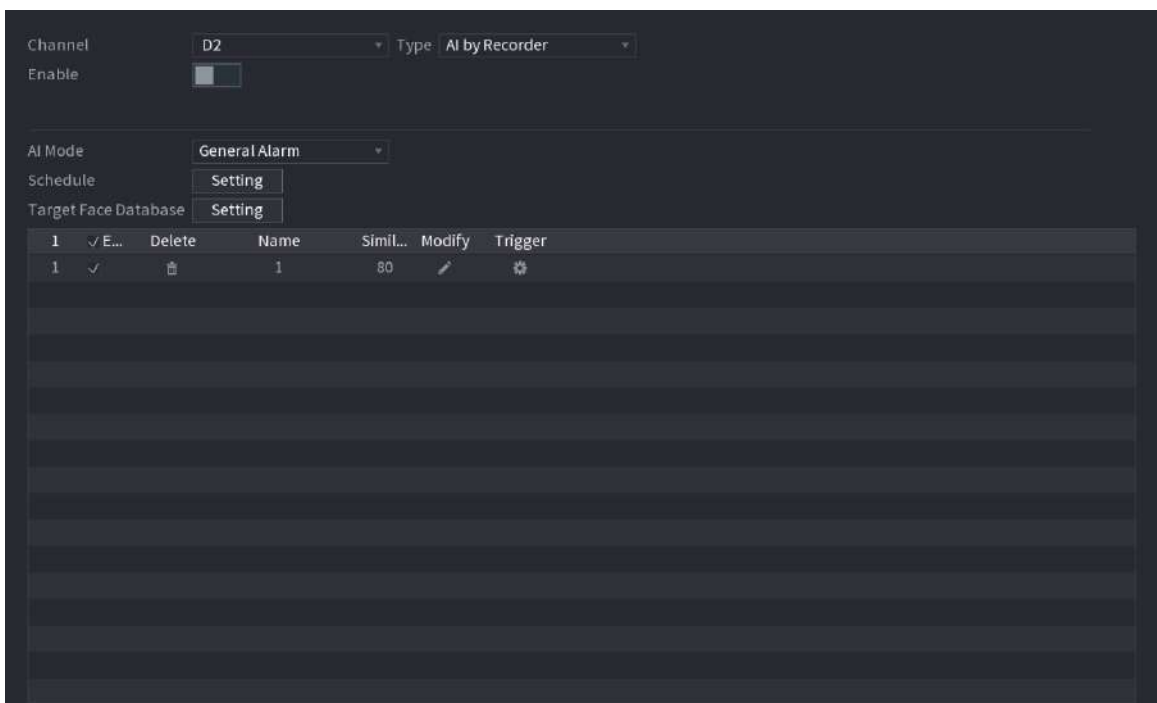 Channel D2 Type AI by Recorder
Enable
AI Mode General Alarm
Schedule Setting
Target Face Database Setting
1 E... Delete Name Simil... Modify Trigger
1 1 80